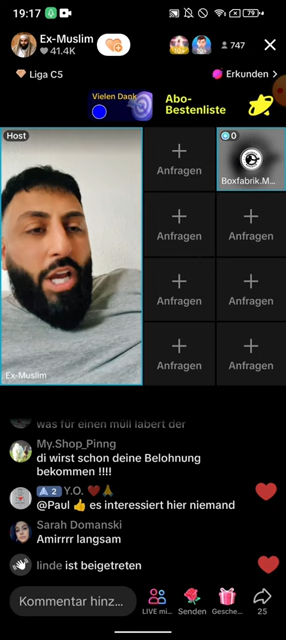 19:17
79
Ex-Muslim
41.4K
747
Liga C5
Erkunden >
Vielen Dank
Abo-
Bestenliste
Host
0
Anfragen
Boxfabrik.M...
Anfragen
Anfragen
Anfragen
Anfragen
Anfragen
Anfragen
Ex-Muslim
was für einen müll labert der
My.Shop_Pinng
di wirst schon deine Belohnung
bekommen !!!!
2 Y.O. ❤️🙏
@Paul 👍 es interessiert hier niemand
Sarah Domanski
Amirrrr langsam
linde ist beigetreten
Kommentar hinz...
LIVE mi...
Senden
Gesche...
25